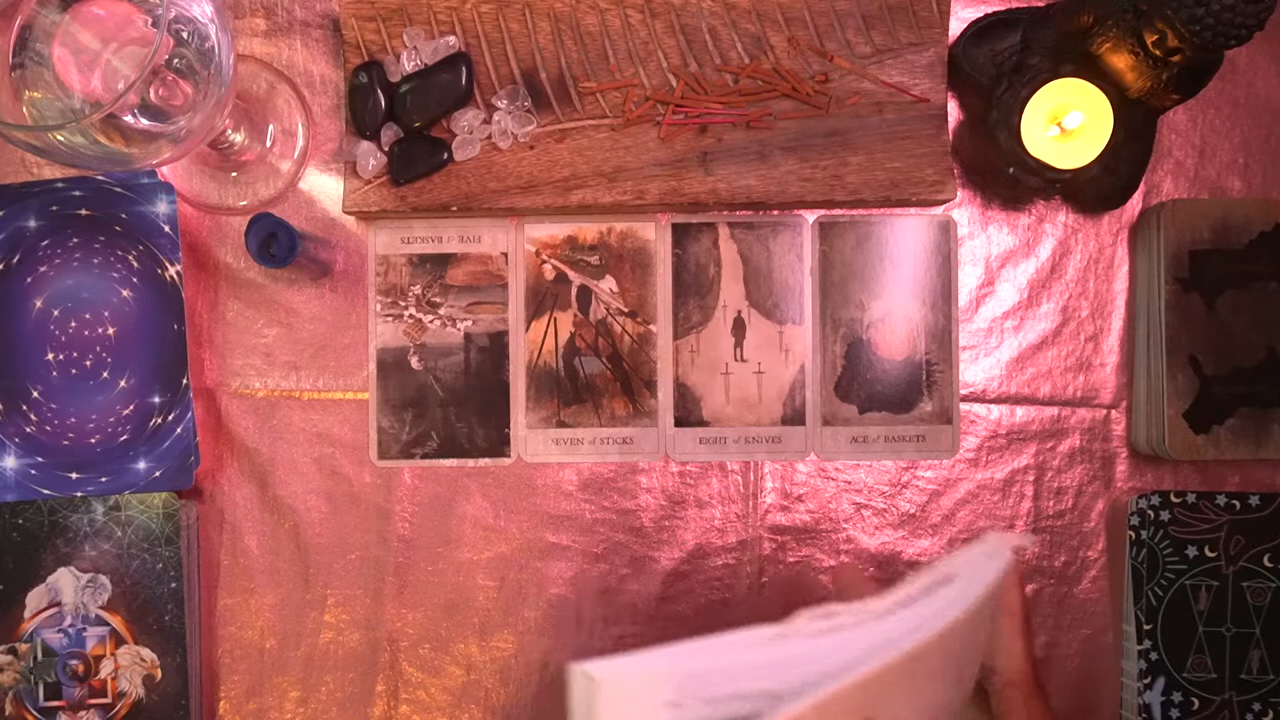 FIVE of BASKETS
SEVEN of STICKS
EIGHT of KNIVES
ACE of BASKETS